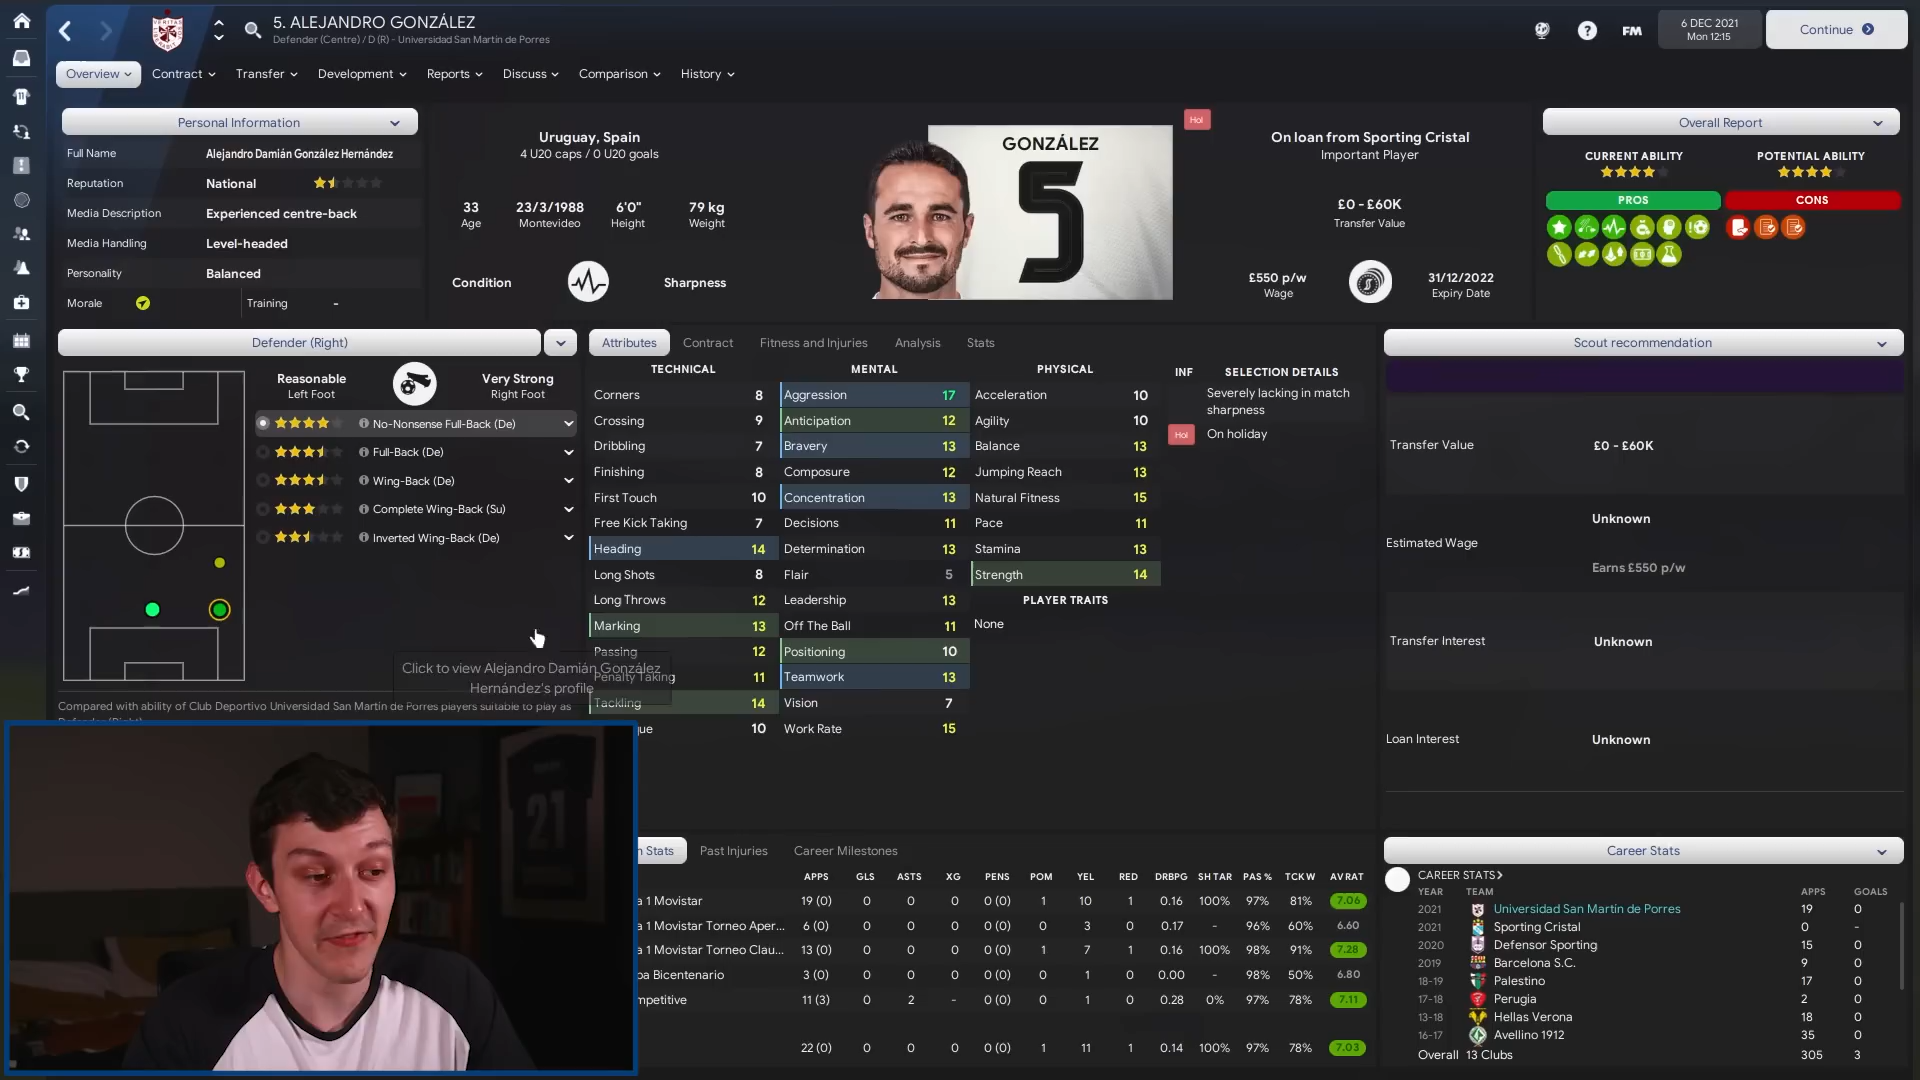 5. ALEJANDRO GONZÁLEZ
Defender (Centre) / D (R) - Universidad San Martín de Porres
FM
6 DEC 2021
Mon 12:15
Continue
Overview
Contract
Transfer
Development
Reports
Discuss
Comparison
History
Personal Information
Full Name Alejandro Damián González Hernández
Reputation National
Media Description Experienced centre-back
Media Handling Level-headed
Personality Balanced
Morale
Training -
Uruguay, Spain
4 U20 caps / 0 U20 goals
33 23/3/1988 6'0" 79 kg
Age Montevideo Height Weight
Condition Sharpness
GONZÁLEZ
5
Hol
On loan from Sporting Cristal
Important Player
£0 - £60K
Transfer Value
£550 p/w
Wage
31/12/2022
Expiry Date
Overall Report
CURRENT ABILITY
POTENTIAL ABILITY
PROS
CONS
Defender (Right)
Reasonable
Left Foot
Very Strong
Right Foot
No-Nonsense Full-Back (De)
Full-Back (De)
Wing-Back (De)
Complete Wing-Back (Su)
Inverted Wing-Back (De)
Click to view Alejandro Damián González
Hernández's profile
Compared with ability of Club Deportivo Universidad San Martín de Porres players suitable to play as
Defender (Right)
Attributes
Contract
Fitness and Injuries
Analysis
Stats
TECHNICAL
Corners 8
Crossing 9
Dribbling 7
Finishing 8
First Touch 10
Free Kick Taking 7
Heading 14
Long Shots 8
Long Throws 12
Marking 13
Passing 12
Penalty Taking 11
Tackling 14
ue 10
MENTAL
Aggression 17
Anticipation 12
Bravery 13
Composure 12
Concentration 13
Decisions 11
Determination 13
Flair 5
Leadership 13
Off The Ball 11
Positioning 10
Teamwork 13
Vision 7
Work Rate 15
PHYSICAL
Acceleration 10
Agility 10
Balance 13
Jumping Reach 13
Natural Fitness 15
Pace 11
Stamina 13
Strength 14
PLAYER TRAITS
None
INF SELECTION DETAILS
Severely lacking in match
sharpness
Hol On holiday
Scout recommendation
Transfer Value £0 - £60K
Unknown
Estimated Wage
Earns £550 p/w
Transfer Interest Unknown
Loan Interest Unknown
21
n Stats
Past Injuries
Career Milestones
APPS GLS ASTS XG PENS POM YEL RED DRBPG SH TAR PAS % TCK W AV RAT
a 1 Movistar 19 (0) 0 0 0 0 (0) 1 10 1 0.16 100% 97% 81% 7.06
a 1 Movistar Torneo Aper... 6 (0) 0 0 0 0 (0) 0 3 0 0.17 - 96% 60% 6.60
a 1 Movistar Torneo Clau... 13 (0) 0 0 0 0 (0) 1 7 1 0.16 100% 98% 91% 7.28
pa Bicentenario 3 (0) 0 0 0 0 (0) 0 1 0 0.00 - 98% 50% 6.80
mpetitive 11 (3) 0 2 - 0 (0) 0 1 0 0.28 0% 97% 78% 7.11
22 (0) 0 0 0 0 (0) 1 11 1 0.14 100% 97% 78% 7.03
Career Stats
CAREER STATS
YEAR TEAM APPS GOALS
2021 Universidad San Martín de Porres 19 0
2021 Sporting Cristal 0 -
2020 Defensor Sporting 15 0
2019 Barcelona S.C. 9 0
18-19 Palestino 17 0
17-18 Perugia 2 0
13-18 Hellas Verona 18 0
16-17 Avellino 1912 35 0
Overall 13 Clubs 305 3